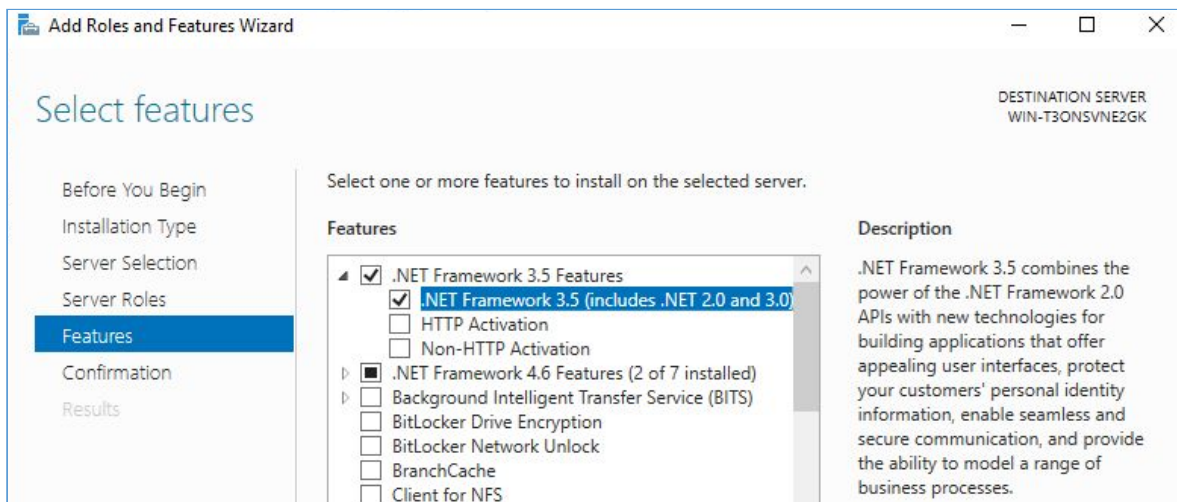 Add Roles and Features Wizard
Select features
DESTINATION SERVER
WIN-T3ONSVNE2GK
Before You Begin
Installation Type
Server Selection
Server Roles
Features
Confirmation
Results
Select one or more features to install on the selected server.
Features
.NET Framework 3.5 Features
.NET Framework 3.5 (includes .NET 2.0 and 3.0)
HTTP Activation
Non-HTTP Activation
.NET Framework 4.6 Features (2 of 7 installed)
Background Intelligent Transfer Service (BITS)
BitLocker Drive Encryption
BitLocker Network Unlock
BranchCache
Client for NFS
Description
.NET Framework 3.5 combines the
power of the .NET Framework 2.0
APIs with new technologies for
building applications that offer
appealing user interfaces, protect
your customers' personal identity
information, enable seamless and
secure communication, and provide
the ability to model a range of
business processes.